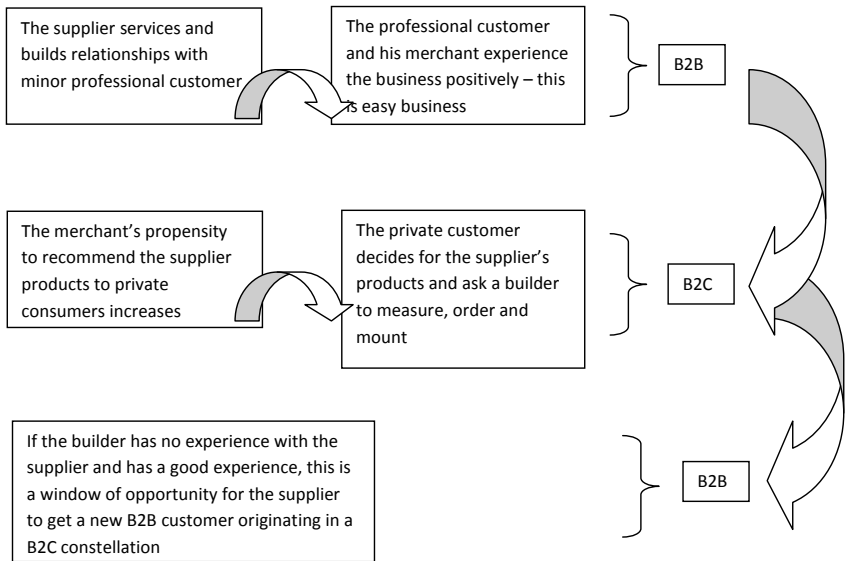 The supplier services and
builds relationships with
minor professional customer
The professional customer
and his merchant experience
the business positively – this
is easy business
B2B
The merchant’s propensity
to recommend the supplier
products to private
consumers increases
The private customer
decides for the supplier’s
products and ask a builder
to measure, order and
mount
B2C
If the builder has no experience with the
supplier and has a good experience, this is
a window of opportunity for the supplier
to get a new B2B customer originating in a
B2C constellation
B2B